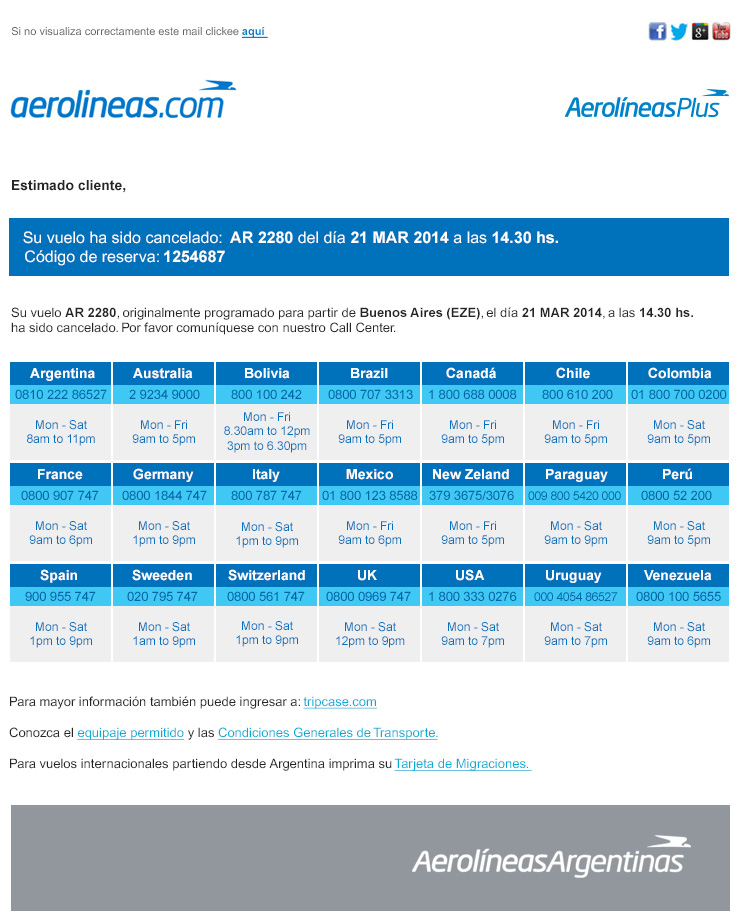 Si no visualiza correctamente este mail clickee aquí
aerolineas.com
AerolíneasPlus
Estimado cliente,
Su vuelo ha sido cancelado: AR 2280 del día 21 MAR 2014 a las 14.30 hs.
Código de reserva: 1254687
Su vuelo AR 2280, originalmente programado para partir de Buenos Aires (EZE), el día 21 MAR 2014, a las 14.30 hs.
ha sido cancelado. Por favor comuníquese con nuestro Call Center.
Argentina Australia Bolivia Brazil Canadá Chile Colombia
0810 222 86527 2 9234 9000 800 100 242 0800 707 3313 1 800 688 0008 800 610 200 01 800 700 0200
Mon - Sat Mon - Fri Mon - Fri Mon - Fri Mon - Fri Mon - Fri Mon - Sat
8am to 11pm 9am to 5pm 8.30am to 12pm 9am to 5pm 9am to 5pm 9am to 5pm 9am to 5pm
3pm to 6.30pm
France Germany Italy Mexico New Zeland Paraguay Perú
0800 907 747 0800 1844 747 800 787 747 01 800 123 8588 379 3675/3076 009 800 5420 000 0800 52 200
Mon - Sat Mon - Sat Mon - Sat Mon - Fri Mon - Fri Mon - Sat Mon - Sat
9am to 6pm 1pm to 9pm 1pm to 9pm 9am to 6pm 9am to 5pm 9am to 9pm 9am to 5pm
Spain Sweeden Switzerland UK USA Uruguay Venezuela
900 955 747 020 795 747 0800 561 747 0800 0969 747 1 800 333 0276 000 4054 86527 0800 100 5655
Mon - Sat Mon - Sat Mon - Sat Mon - Sat Mon - Sat Mon - Sat Mon - Sat
1pm to 9pm 1am to 9pm 1pm to 9pm 12pm to 9pm 9am to 7pm 9am to 7pm 9am to 6pm
Para mayor información también puede ingresar a: tripcase.com
Conozca el equipaje permitido y las Condiciones Generales de Transporte.
Para vuelos internacionales partiendo desde Argentina imprima su Tarjeta de Migraciones.
AerolíneasArgentinas